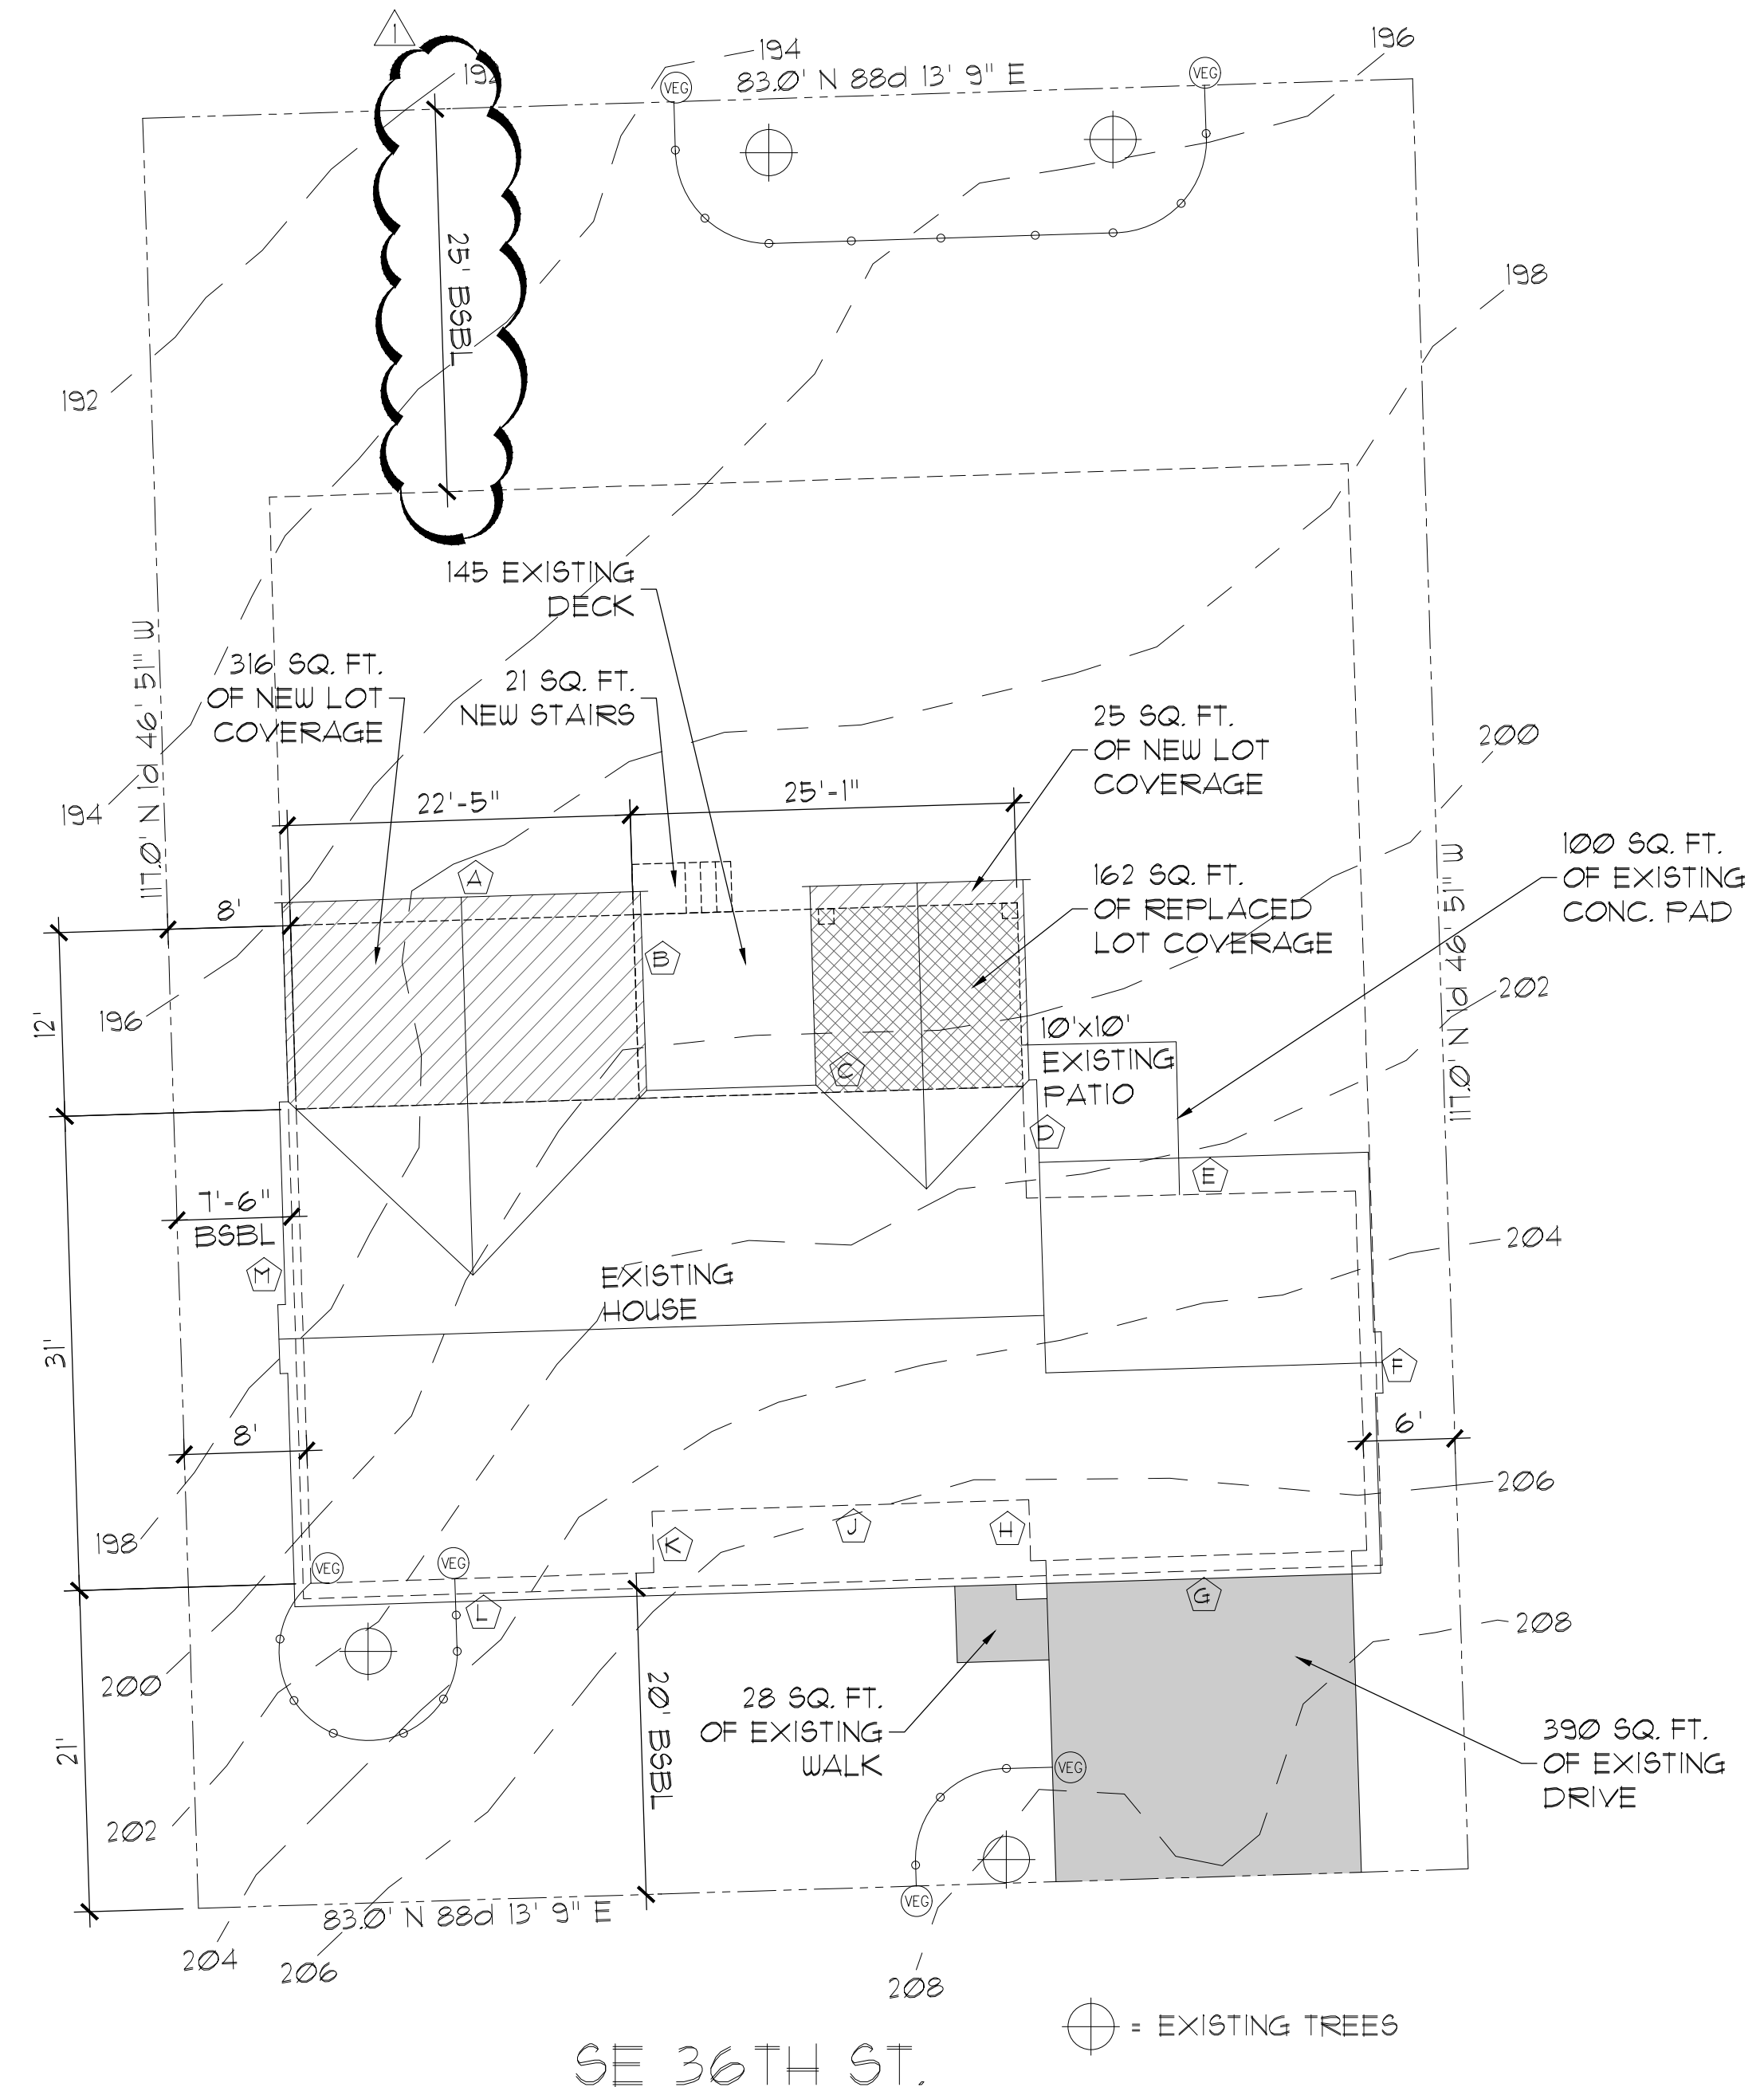 1
192
194
196
83.0' N 88d 13' 9" E
VEG
VEG
25' BSBL
198
192
145 EXISTING
DECK
117.0' N 1d 46' 51" W
316 SQ. FT.
OF NEW LOT
COVERAGE
21 SQ. FT.
NEW STAIRS
25 SQ. FT.
OF NEW LOT
COVERAGE
200
194
22'-5"
25'-1"
100 SQ. FT.
OF EXISTING
CONC. PAD
162 SQ. FT.
OF REPLACED
LOT COVERAGE
117.0' N 1d 46' 51" W
A
8'
B
202
196
12'
10'x10'
EXISTING
PATIO
C
D
E
7'-6"
BSBL
M
204
EXISTING
HOUSE
31'
F
8'
6'
206
198
K
J
H
VEG
VEG
L
G
208
200
20' BSBL
28 SQ. FT.
OF EXISTING
WALK
390 SQ. FT.
OF EXISTING
DRIVE
21'
VEG
202
VEG
83.0' N 88d 13' 9" E
204
206
208
= EXISTING TREES
SE 36TH ST.